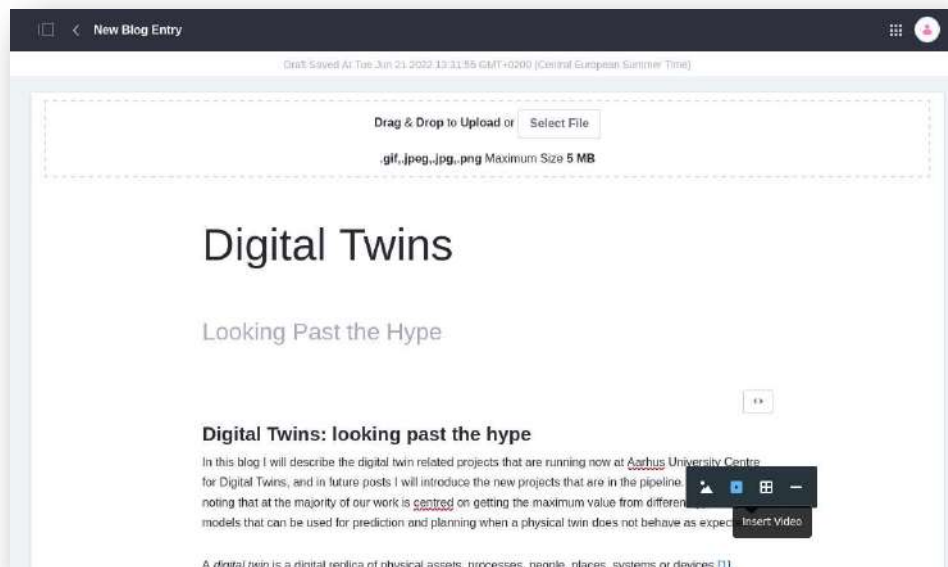 New Blog Entry
Draft Saved At Tue Jun 21 2022 13:31:55 GMT+0200 (Central European Summer Time)
Drag & Drop to Upload or Select File
.gif,.jpeg,.jpg,.png Maximum Size 5 MB
Digital Twins
Looking Past the Hype
Digital Twins: looking past the hype
In this blog I will describe the digital twin related projects that are running now at Aarhus University Centre
for Digital Twins, and in future posts I will introduce the new projects that are in the pipeline.
noting that at the majority of our work is centred on getting the maximum value from differen
models that can be used for prediction and planning when a physical twin does not behave as expec
Insert Video
A digital twin is a digital replica of physical assets, processes, people, places, systems or devices [1]